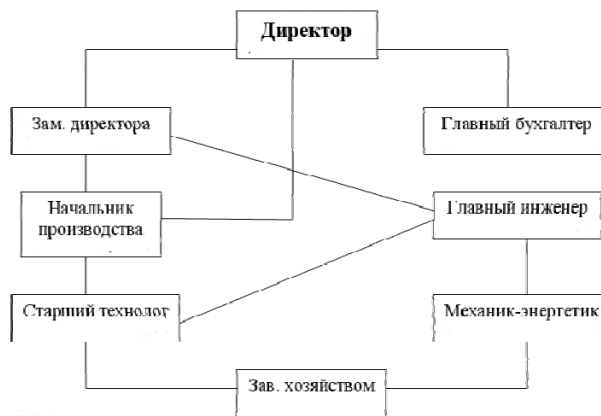 Директор
Зам. директора
Главный бухгалтер
Начальник
производства
Главный инженер
Старший технолог
Механик-энергетик
Зав. хозяйством